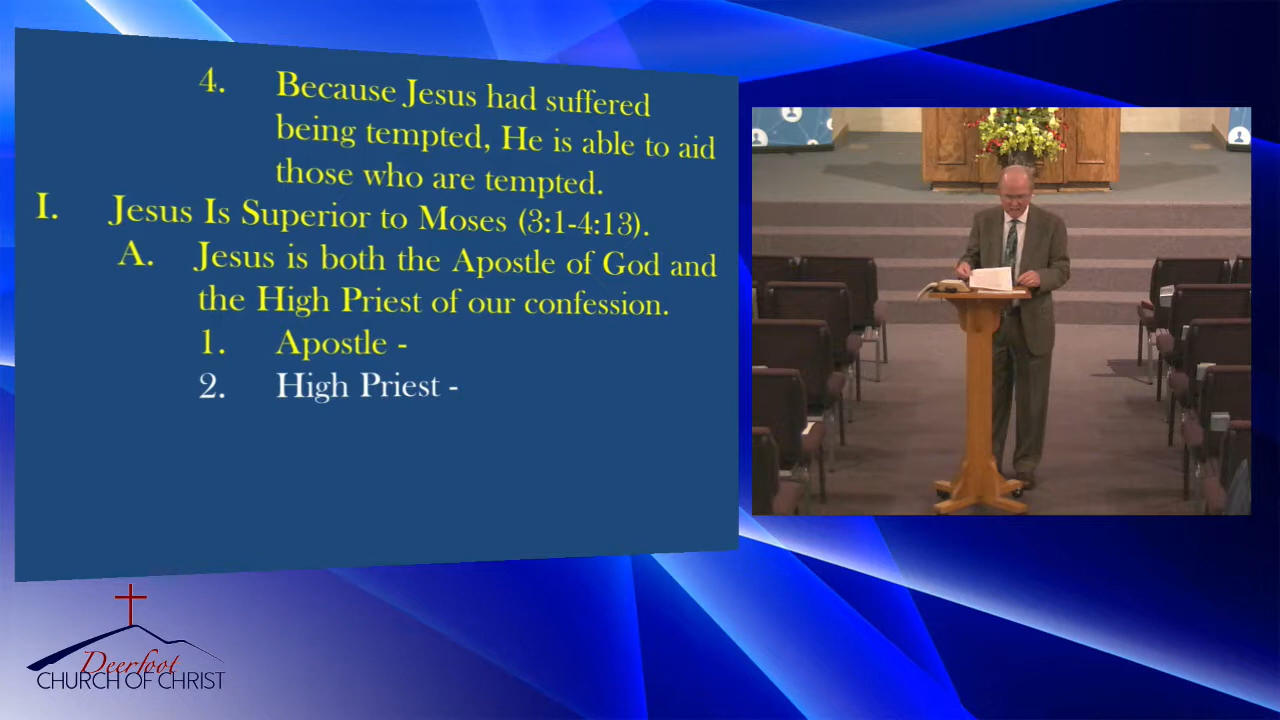 4. Because Jesus had suffered
being tempted, He is able to aid
those who are tempted.
I. Jesus Is Superior to Moses (3:1-4:13).
A. Jesus is both the Apostle of God and
the High Priest of our confession.
1. Apostle -
2. High Priest -
Deerfoot
CHURCH OF CHRIST